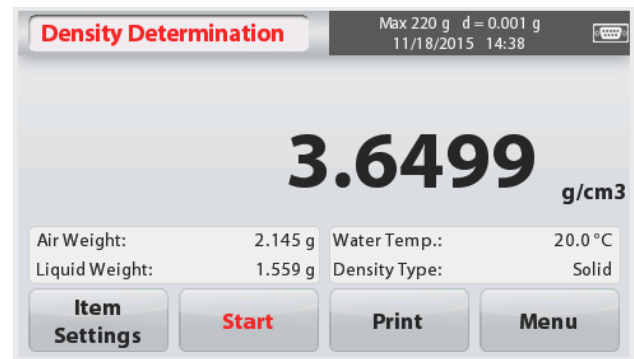 Density Determination
Max 220 g d = 0.001 g
11/18/2015 14:38
3.6499
g/cm3
Air Weight: 2.145 g Water Temp.: 20.0 °C
Liquid Weight: 1.559 g Density Type: Solid
Item
Settings
Start
Print
Menu